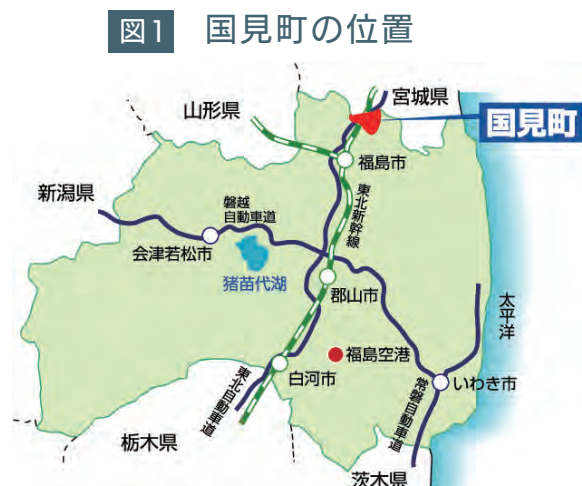 図1 国見町の位置
宮城県
山形県
国見町
福島市
新潟県
磐越
自動車道
東北新幹線
会津若松市
猪苗代湖
郡山市
太平洋
福島空港
白河市
いわき市
東北自動車道
常磐自動車道
栃木県
茨木県